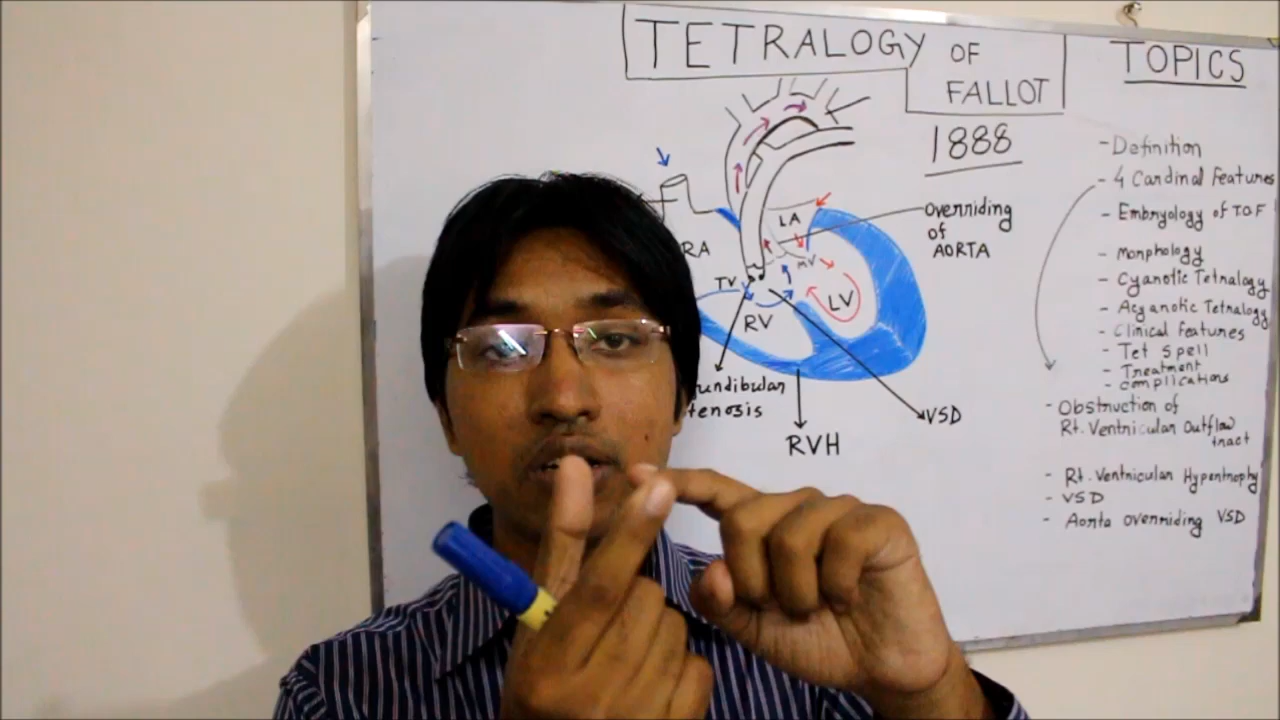 TETRALOGY OF
FALLOT
1888
TOPICS
- Definition
- 4 Cardinal Features
- Embryology of TOF
- Morphology
- Cyanotic Tetralogy
- Acyanotic Tetralogy
- Clinical features
- Tet spell
- Treatment
- complications
- Obstruction of
Rt. Ventricular Outflow
tract
- Rt. Ventricular Hypertrophy
- VSD
- Aorta overriding VSD
overriding
of
AORTA
LA
RA
MV
TV
LV
RV
undibular
tenosis
VSD
RVH